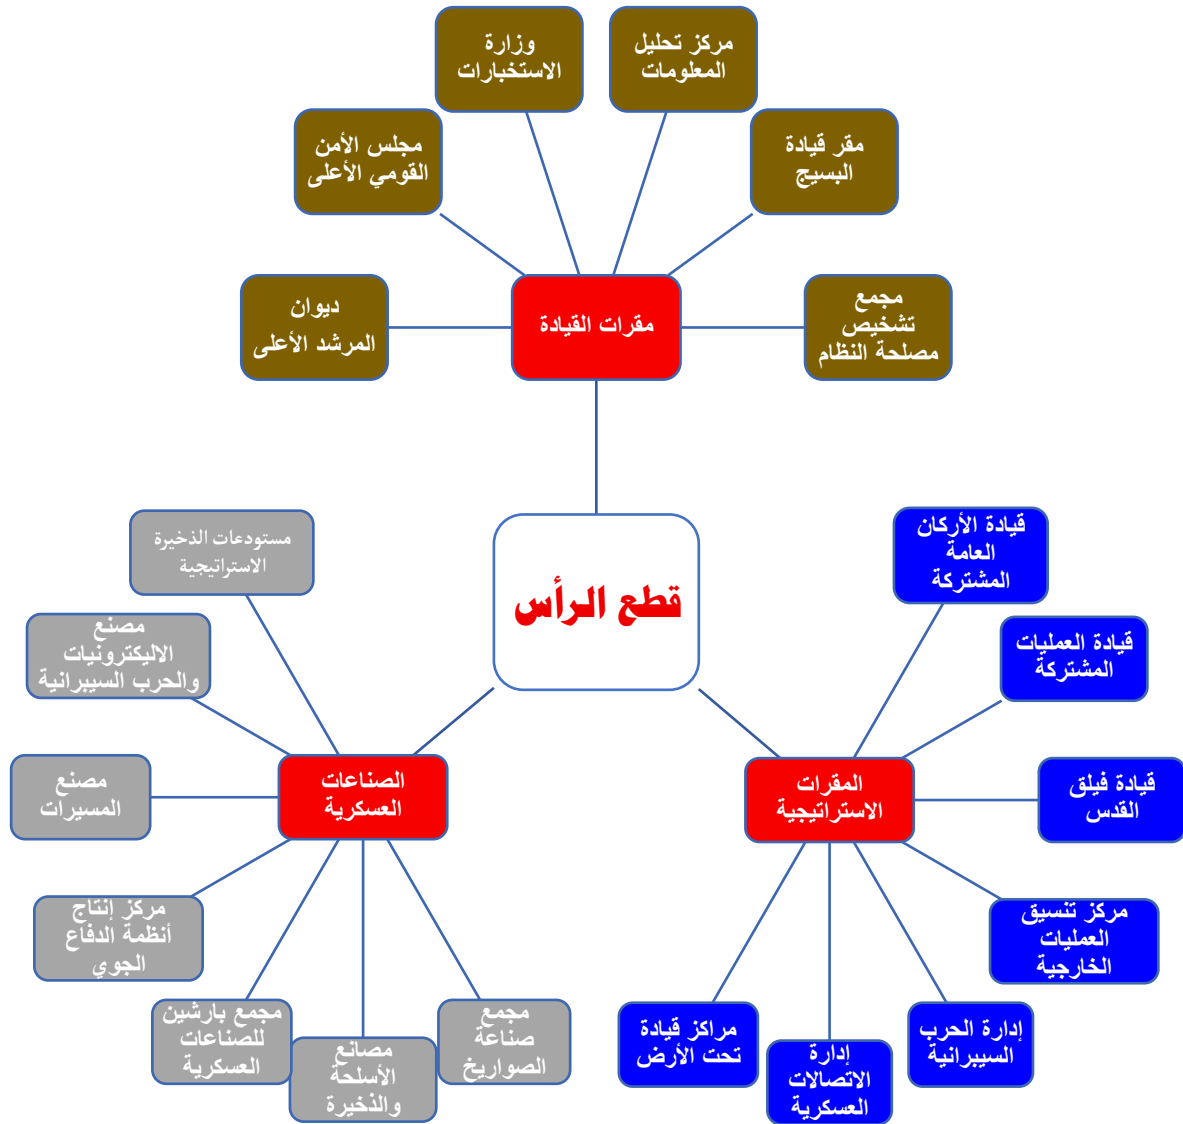 وزارة
الاستخبارات
مركز تحليل
المعلومات
مجلس الأمن
القومي الأعلى
مقر قيادة
البسيج
ديوان
المرشد الأعلى
مقرات القيادة
مجمع
تشخيص
مصلحة النظام
قطع الرأس
مستودعات الذخيرة
الاستراتيجية
مصنع
الاليكترونيات
والحرب السيبرانية
مصنع
المسيرات
الصناعات
العسكرية
مركز إنتاج
أنظمة الدفاع
الجوي
مجمع بارشين
للصناعات
العسكرية
مصانع
الأسلحة
والذخيرة
مجمع
صناعة
الصواريخ
قيادة الأركان
العامة
المشتركة
قيادة العمليات
المشتركة
المقرات
الاستراتيجية
قيادة فيلق
القدس
مركز تنسيق
العمليات
الخارجية
إدارة الحرب
السيبرانية
إدارة
الاتصالات
العسكرية
مراكز قيادة
تحت الأرض